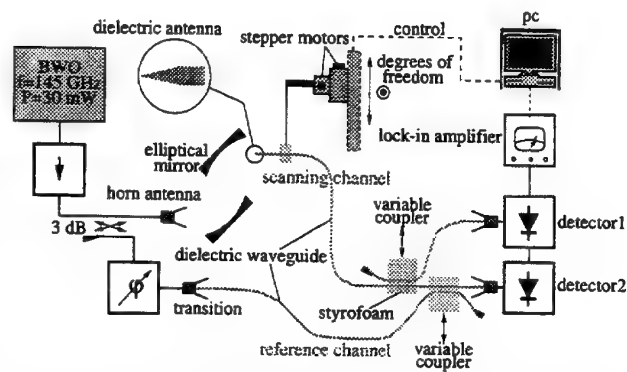 dielectric antenna
stepper motors
control
pc
BWO
f=145 GHz
P=30 mW
degrees of
freedom
lock-in amplifier
elliptical
mirror
scanning channel
horn antenna
variable
coupler
3 dB
detector1
dielectric waveguide
φ
transition
styrofoam
detector2
reference channel
variable
coupler